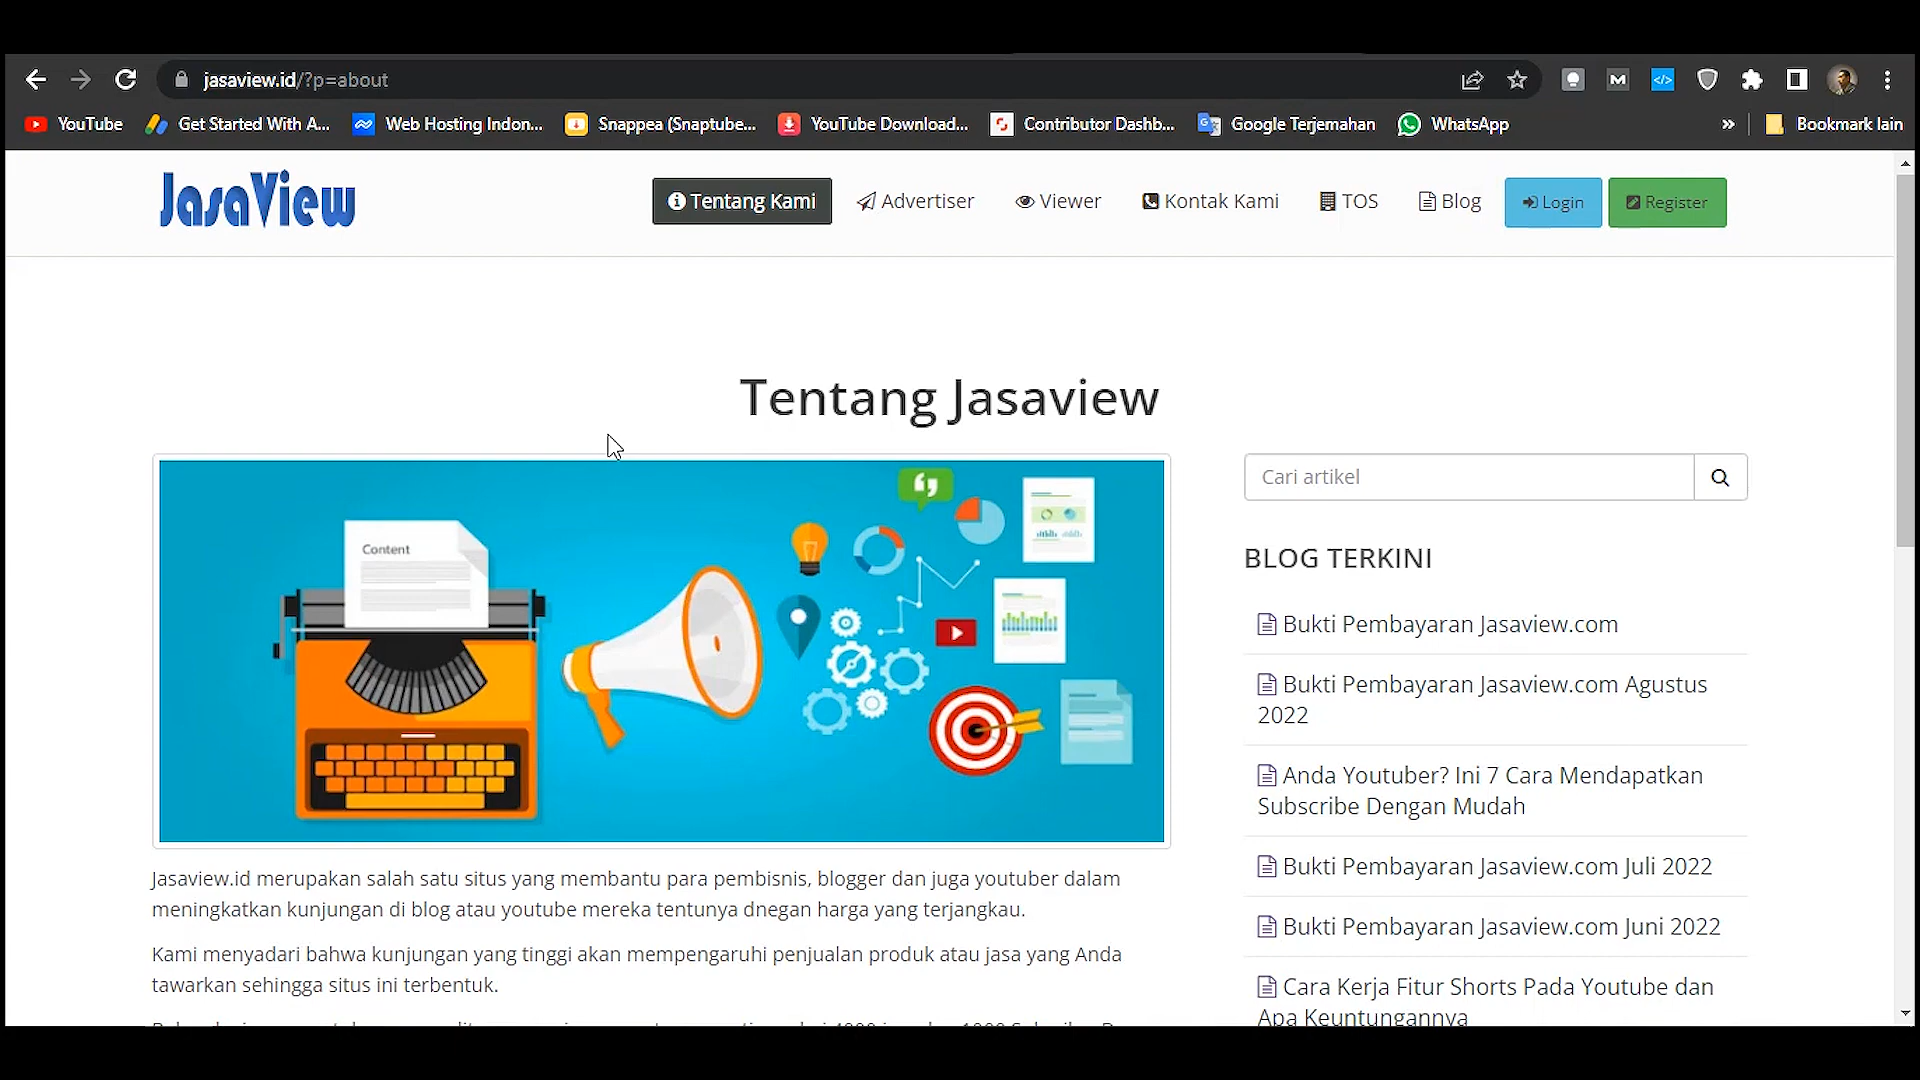 jasaview.id/?p=about
YouTube
Get Started With A...
Web Hosting Indon...
Snappea (Snaptube...
YouTube Download...
Contributor Dashb...
Google Terjemahan
WhatsApp
»
Bookmark lain
JasaView
Tentang Kami
Advertiser
Viewer
Kontak Kami
TOS
Blog
Login
Register
Tentang Jasaview
Content
Jasaview.id merupakan salah satu situs yang membantu para pembisnis, blogger dan juga youtuber dalam
meningkatkan kunjungan di blog atau youtube mereka tentunya dnegan harga yang terjangkau.
Kami menyadari bahwa kunjungan yang tinggi akan mempengaruhi penjualan produk atau jasa yang Anda
tawarkan sehingga situs ini terbentuk.
Cari artikel
BLOG TERKINI
Bukti Pembayaran Jasaview.com
Bukti Pembayaran Jasaview.com Agustus
2022
Anda Youtuber? Ini 7 Cara Mendapatkan
Subscribe Dengan Mudah
Bukti Pembayaran Jasaview.com Juli 2022
Bukti Pembayaran Jasaview.com Juni 2022
Cara Kerja Fitur Shorts Pada Youtube dan
Apa Keuntungannya